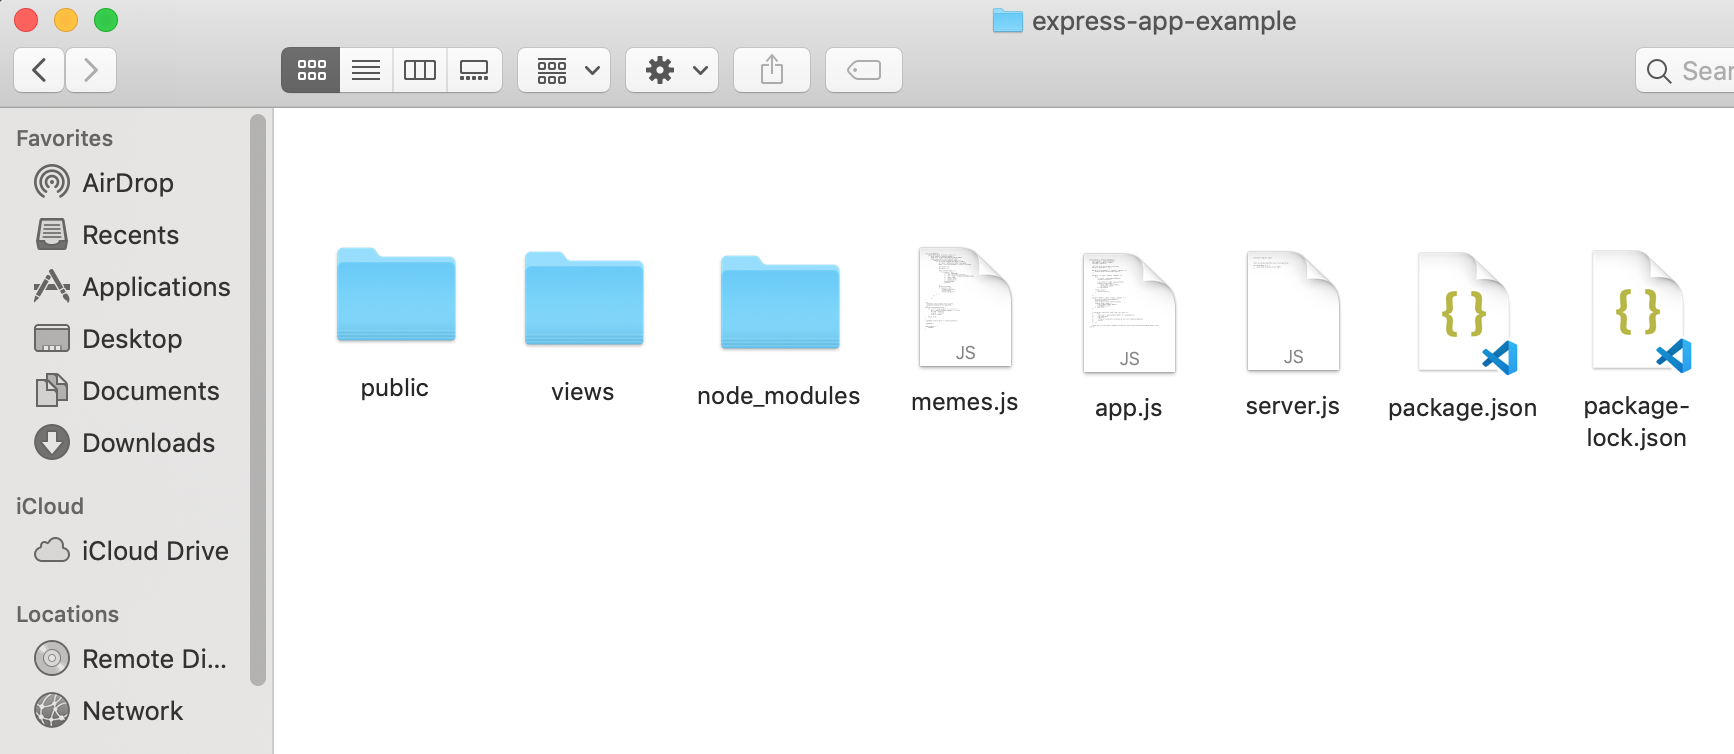 express-app-example
Sear
Favorites
AirDrop
Recents
Applications
Desktop
Documents
Downloads
iCloud
iCloud Drive
Locations
Remote Di...
Network
public
views
node_modules
JS
memes.js
JS
app.js
JS
server.js
{ }
package.json
{ }
package-
lock.json